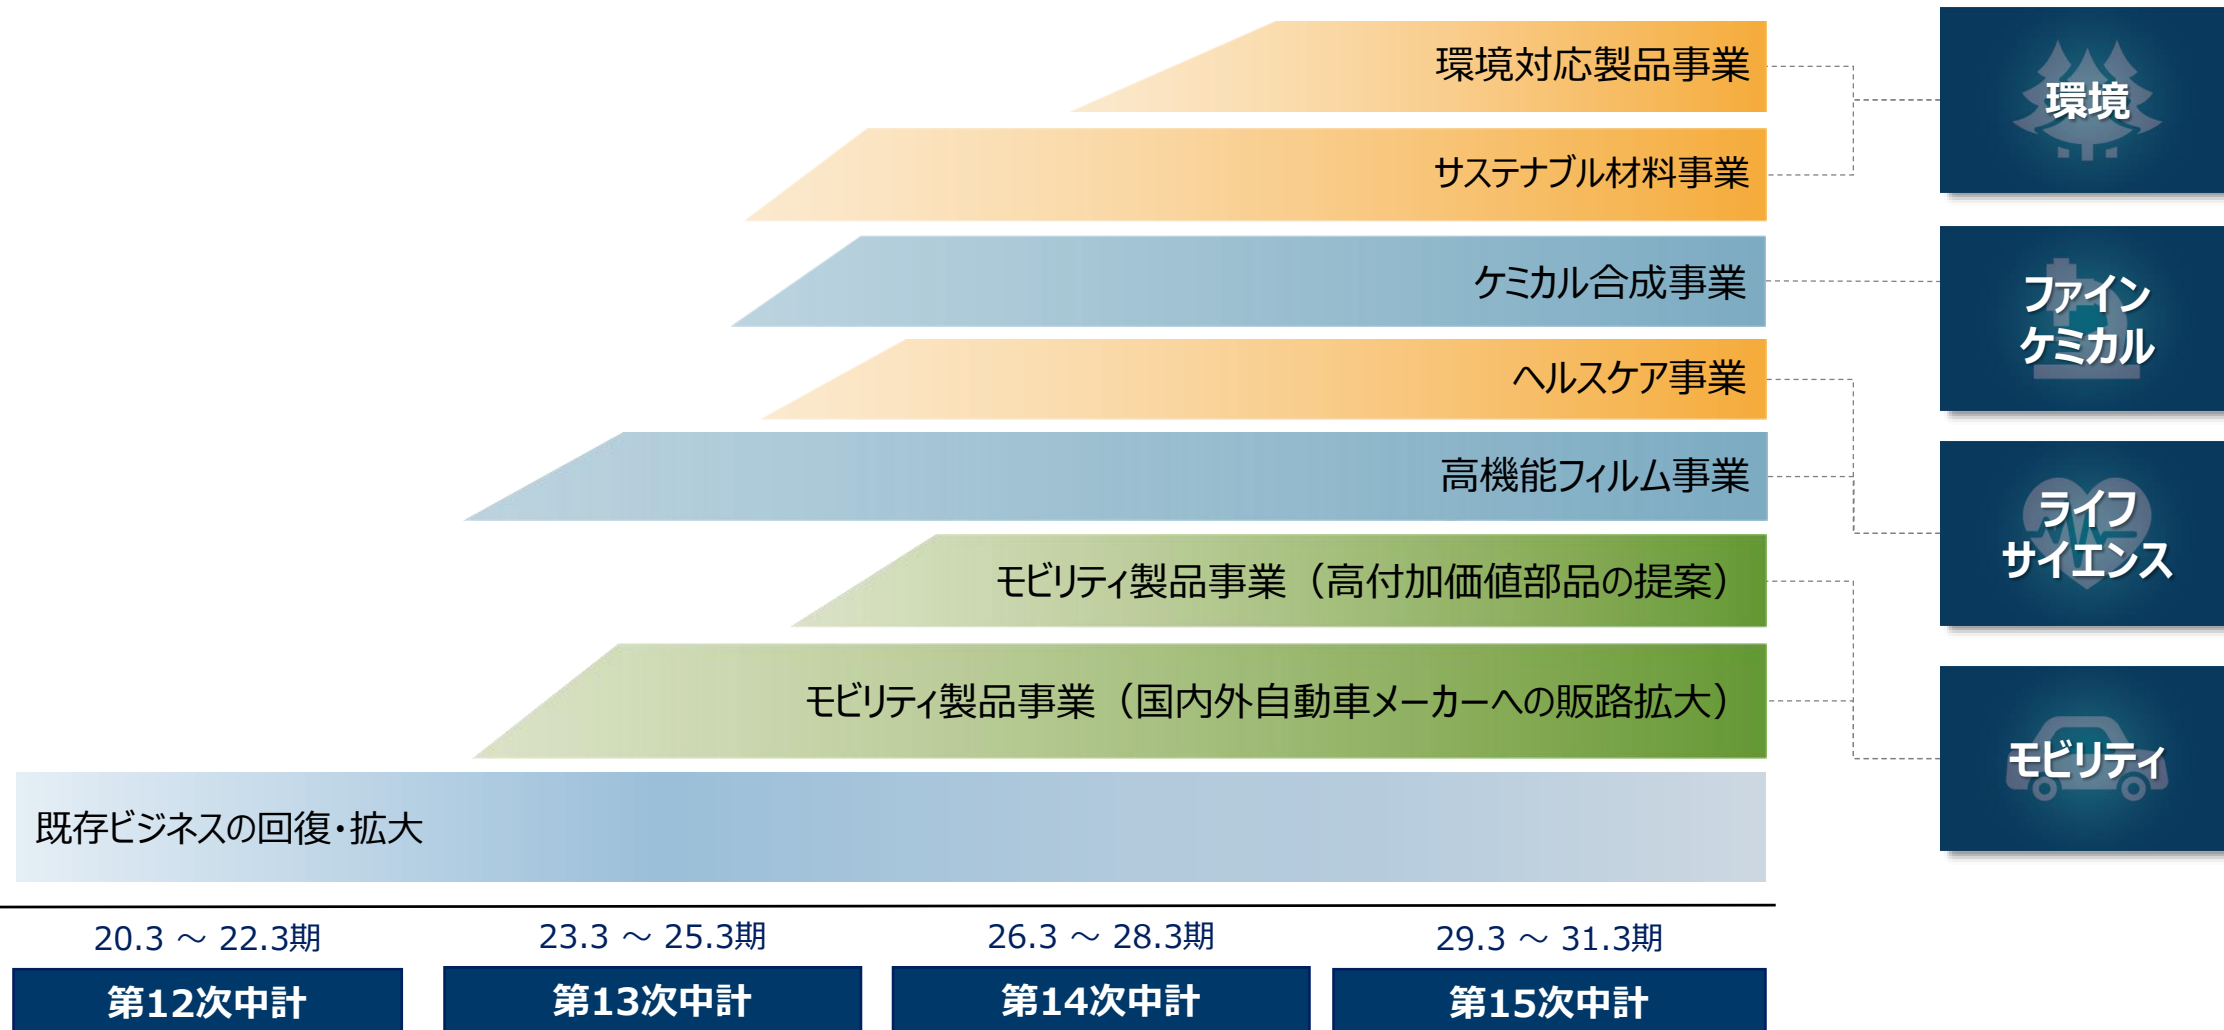 環境対応製品事業
サステナブル材料事業
ケミカル合成事業
ヘルスケア事業
高機能フィルム事業
モビリティ製品事業（高付加価値部品の提案）
モビリティ製品事業（国内外自動車メーカーへの販路拡大）
既存ビジネスの回復・拡大
環境
ファイン
ケミカル
ライフ
サイエンス
モビリティ
20.3 ～ 22.3期
23.3 ～ 25.3期
26.3 ～ 28.3期
29.3 ～ 31.3期
第12次中計
第13次中計
第14次中計
第15次中計